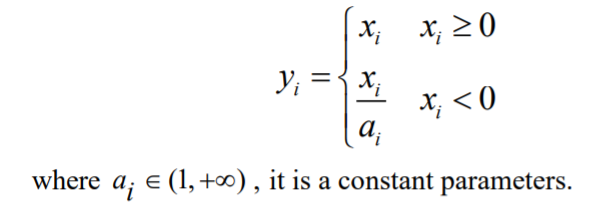 y_i = { x_i    x_i ≥ 0
x_i / a_i    x_i < 0
where a_i ∈ (1, +∞) , it is a constant parameters.